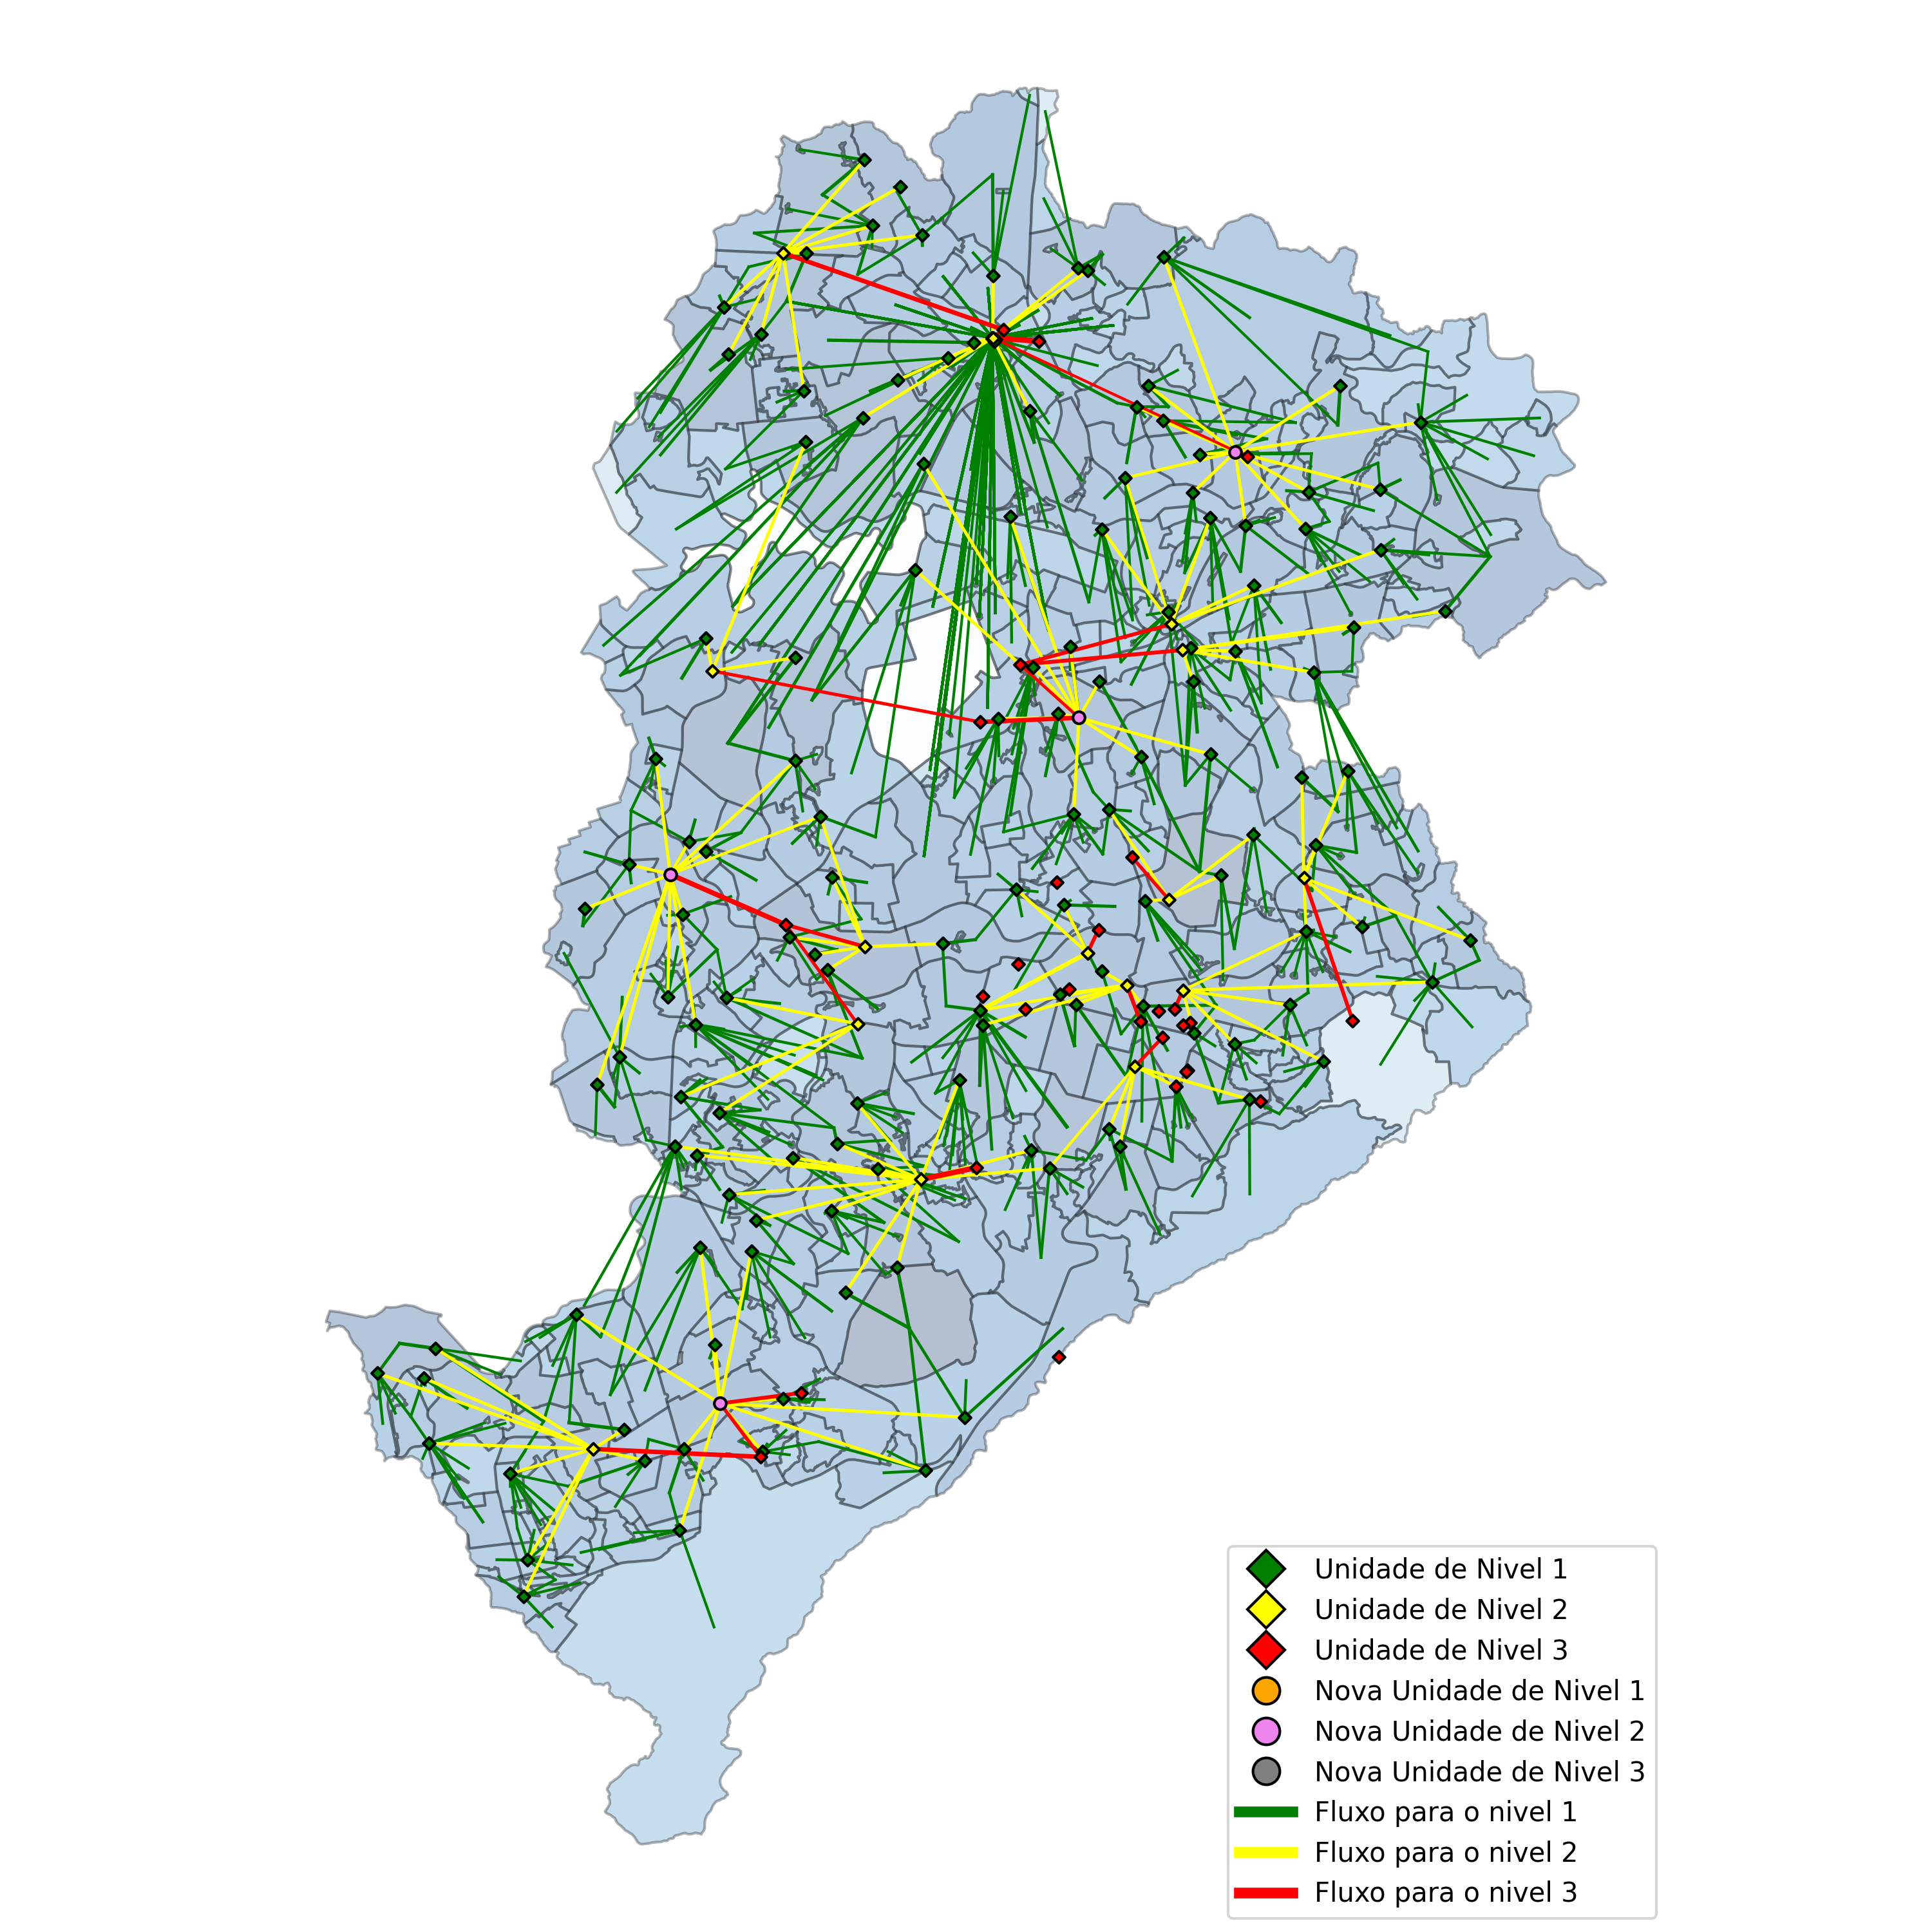 Unidade de Nivel 1
Unidade de Nivel 2
Unidade de Nivel 3
Nova Unidade de Nivel 1
Nova Unidade de Nivel 2
Nova Unidade de Nivel 3
Fluxo para o nivel 1
Fluxo para o nivel 2
Fluxo para o nivel 3